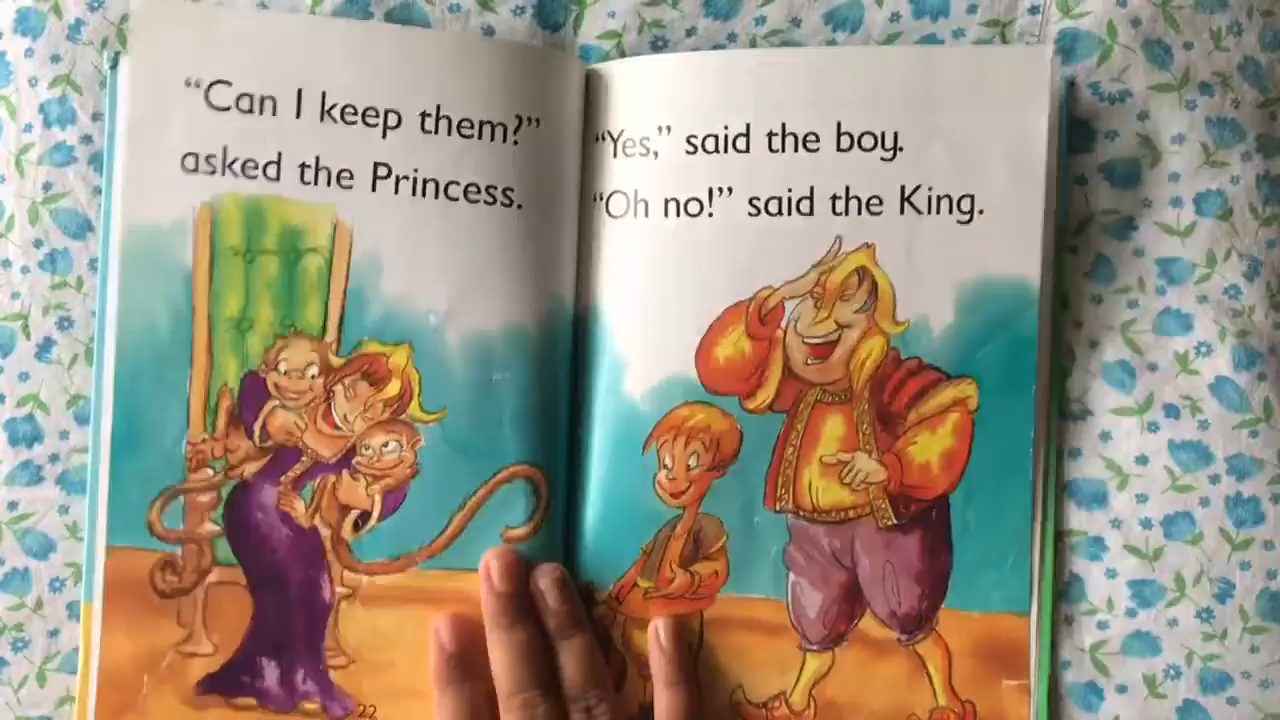 “Can I keep them?”
asked the Princess.
22
“Yes,” said the boy.
“Oh no!” said the King.